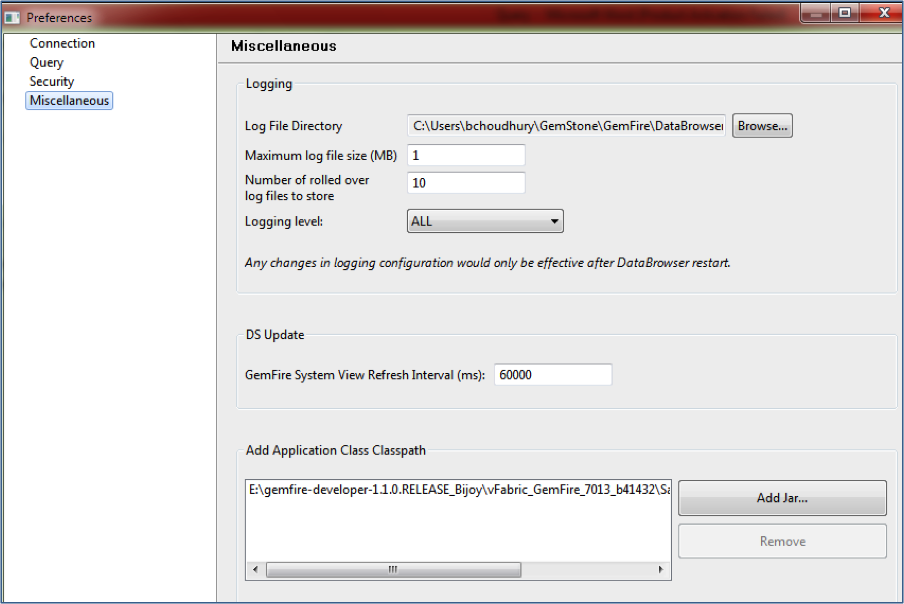 Preferences
Connection
Query
Security
Miscellaneous
Miscellaneous
Logging
Log File Directory C:\Users\bchoudhury\GemStone\GemFire\DataBrowser Browse...
Maximum log file size (MB) 1
Number of rolled over
log files to store 10
Logging level: ALL
Any changes in logging configuration would only be effective after DataBrowser restart.
DS Update
GemFire System View Refresh Interval (ms): 60000
Add Application Class Classpath
E:\gemfire-developer-1.1.0.RELEASE_Bijoy\vFabric_GemFire_7013_b41432\Sa
Add Jar...
Remove